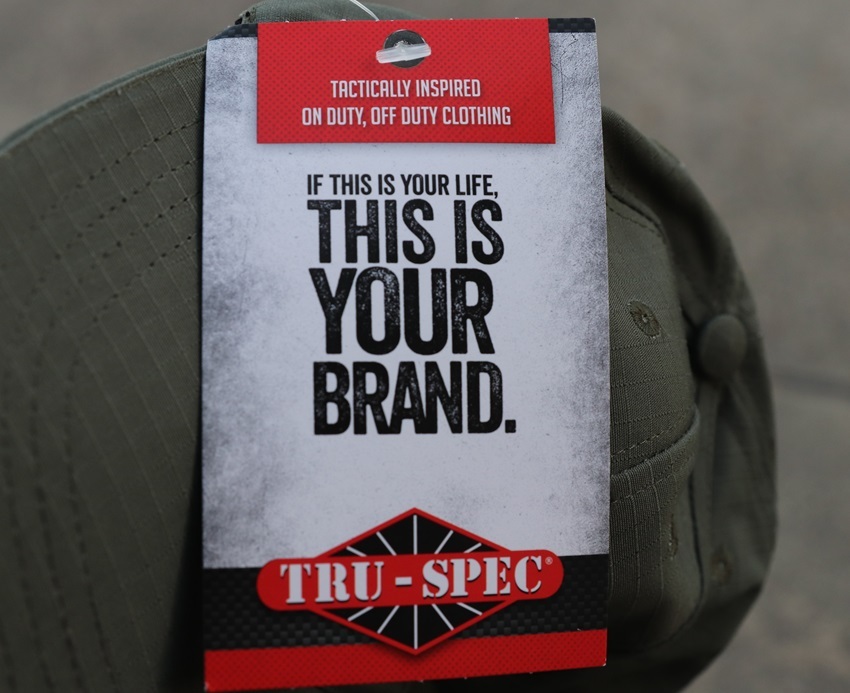 TACTICALLY INSPIRED
ON DUTY, OFF DUTY CLOTHING
IF THIS IS YOUR LIFE,
THIS IS
YOUR
BRAND.
TRU-SPEC®